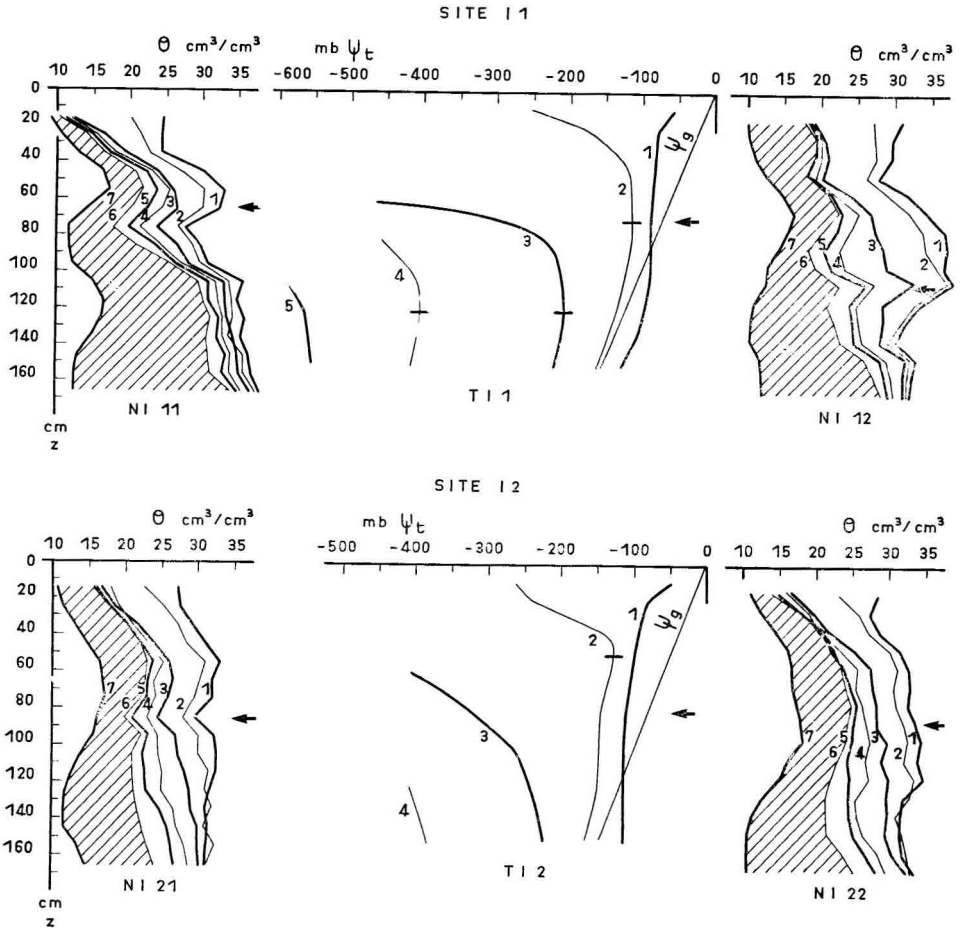 SITE I1
θ cm³/cm³
mb Ψt
θ cm³/cm³
10 15 20 25 30 35
-600 -500 -400 -300 -200 -100 0
10 20 30 35
0
20
40
60
80
100
120
140
160
cm
z
7 5 3 1
6 4 2
5 4 3 2 1 Ψg
7 5 3 1
6 4 2
NI 11
TI 1
NI 12
SITE I2
θ cm³/cm³
mb Ψt
θ cm³/cm³
10 15 20 25 30 35
-500 -400 -300 -200 -100 0
10 15 20 25 30 35
0
20
40
60
80
100
120
140
160
cm
z
7 5 3 1
6 4 2
4 3 2 1 Ψg
7 5 3 1
6 4 2
NI 21
TI 2
NI 22